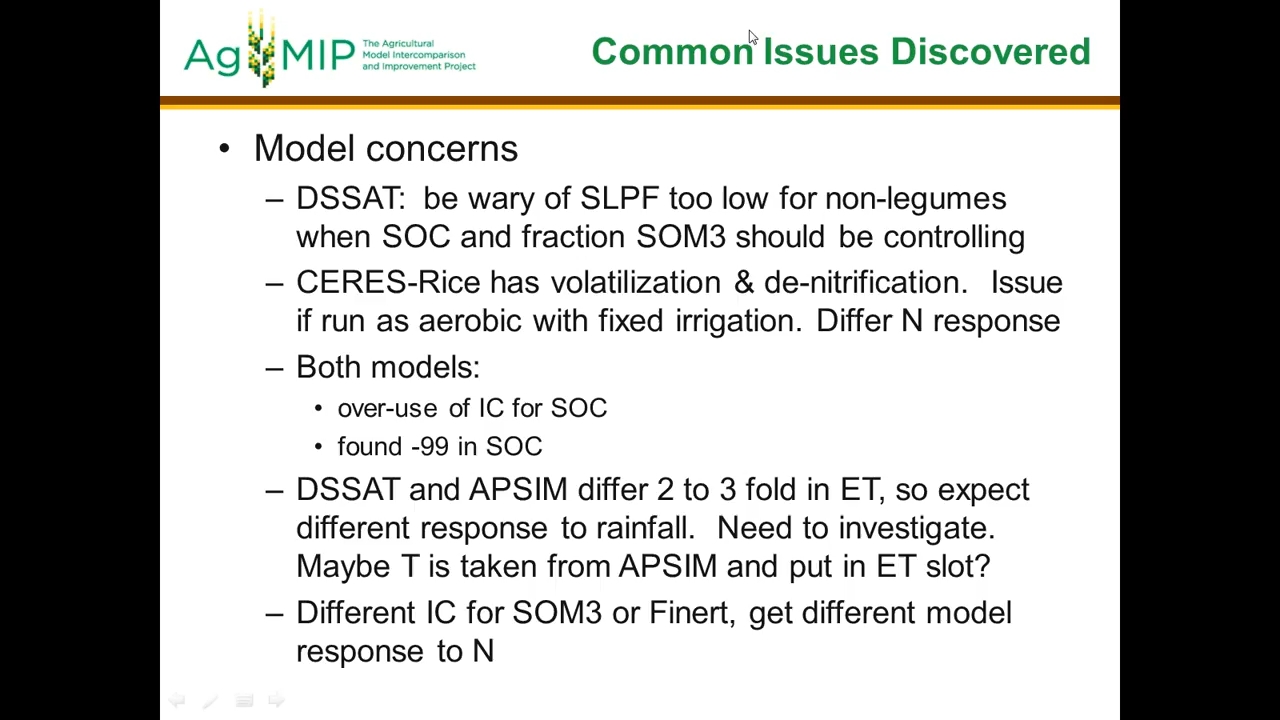 AgMIP
The Agricultural
Model Intercomparison
and Improvement Project
Common Issues Discovered
• Model concerns
– DSSAT: be wary of SLPF too low for non-legumes
when SOC and fraction SOM3 should be controlling
– CERES-Rice has volatilization & de-nitrification. Issue
if run as aerobic with fixed irrigation. Differ N response
– Both models:
• over-use of IC for SOC
• found -99 in SOC
– DSSAT and APSIM differ 2 to 3 fold in ET, so expect
different response to rainfall. Need to investigate.
Maybe T is taken from APSIM and put in ET slot?
– Different IC for SOM3 or Finert, get different model
response to N